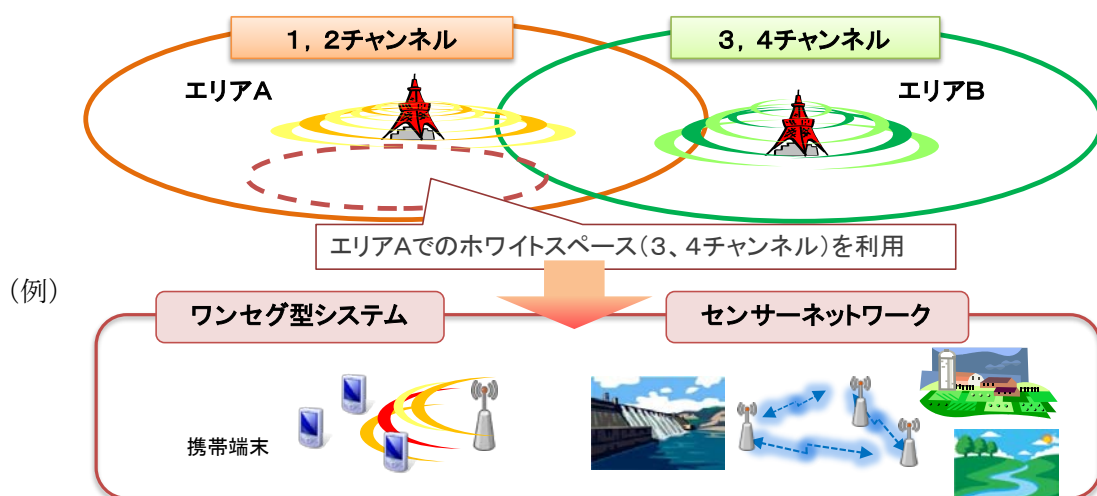 １，２チャンネル
３，４チャンネル
エリアＡ
エリアＢ
エリアＡでのホワイトスペース（３、４チャンネル）を利用
（例）
ワンセグ型システム
センサーネットワーク
携帯端末